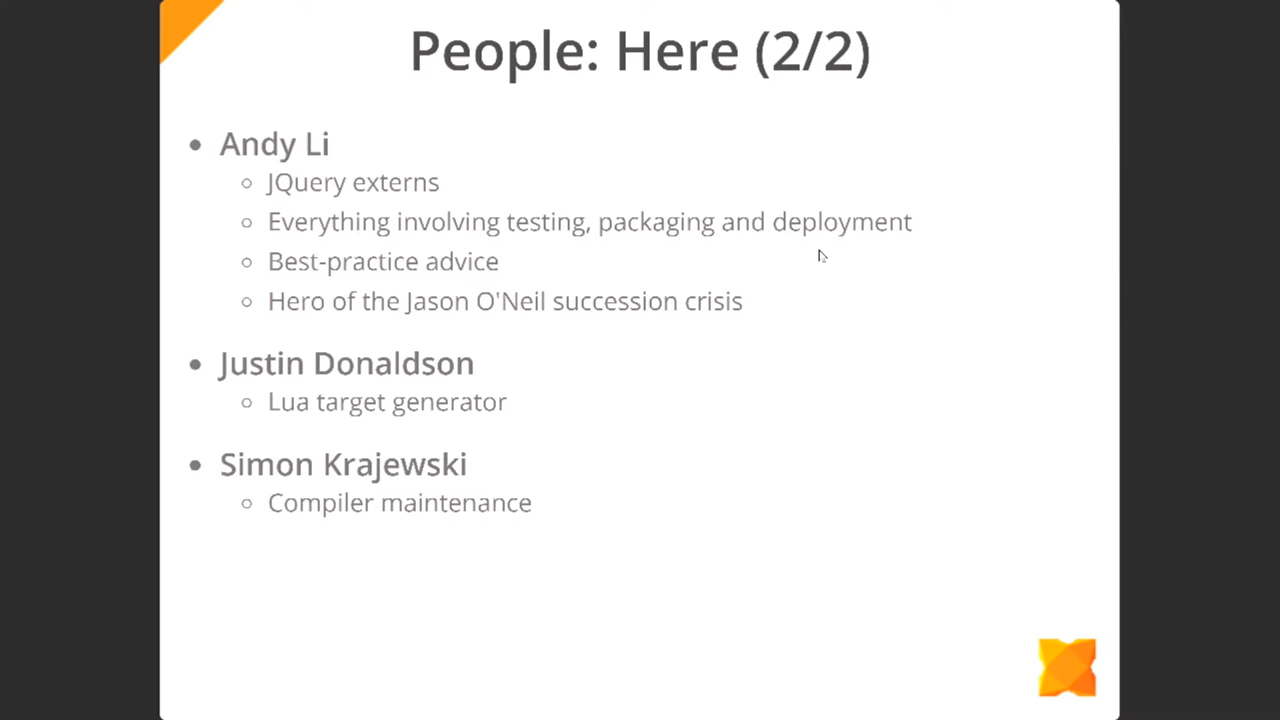 People: Here (2/2)
Andy Li
JQuery externs
Everything involving testing, packaging and deployment
Best-practice advice
Hero of the Jason O'Neil succession crisis
Justin Donaldson
Lua target generator
Simon Krajewski
Compiler maintenance